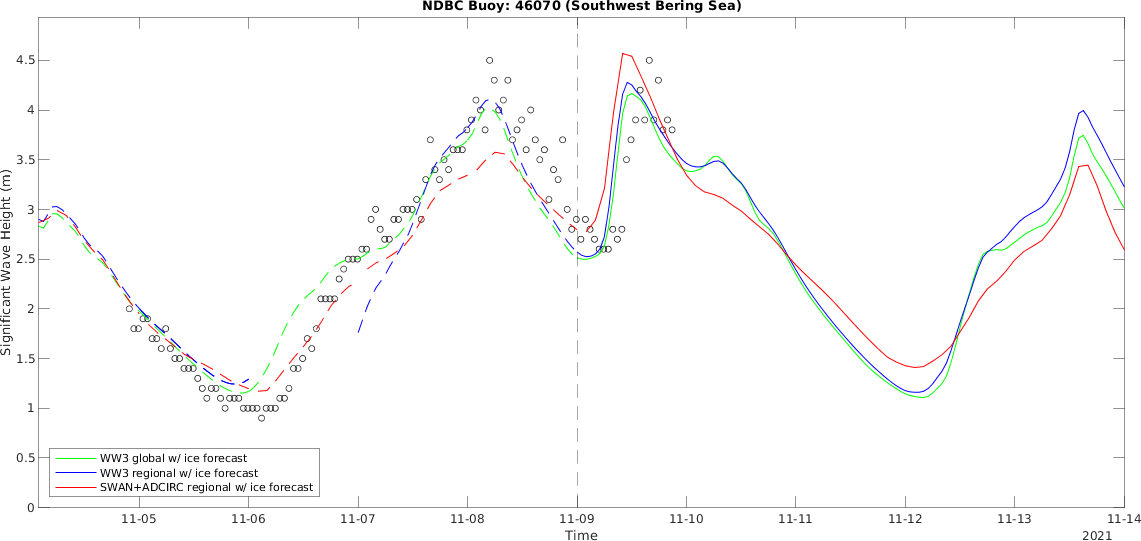 NDBC Buoy: 46070 (Southwest Bering Sea)
Significant Wave Height (m)
4.5
4
3.5
3
2.5
2
1.5
1
0.5
0
WW3 global w/ ice forecast
WW3 regional w/ ice forecast
SWAN+ADCIRC regional w/ ice forecast
11-05 11-06 11-07 11-08 11-09 11-10 11-11 11-12 11-13 11-14
Time
2021